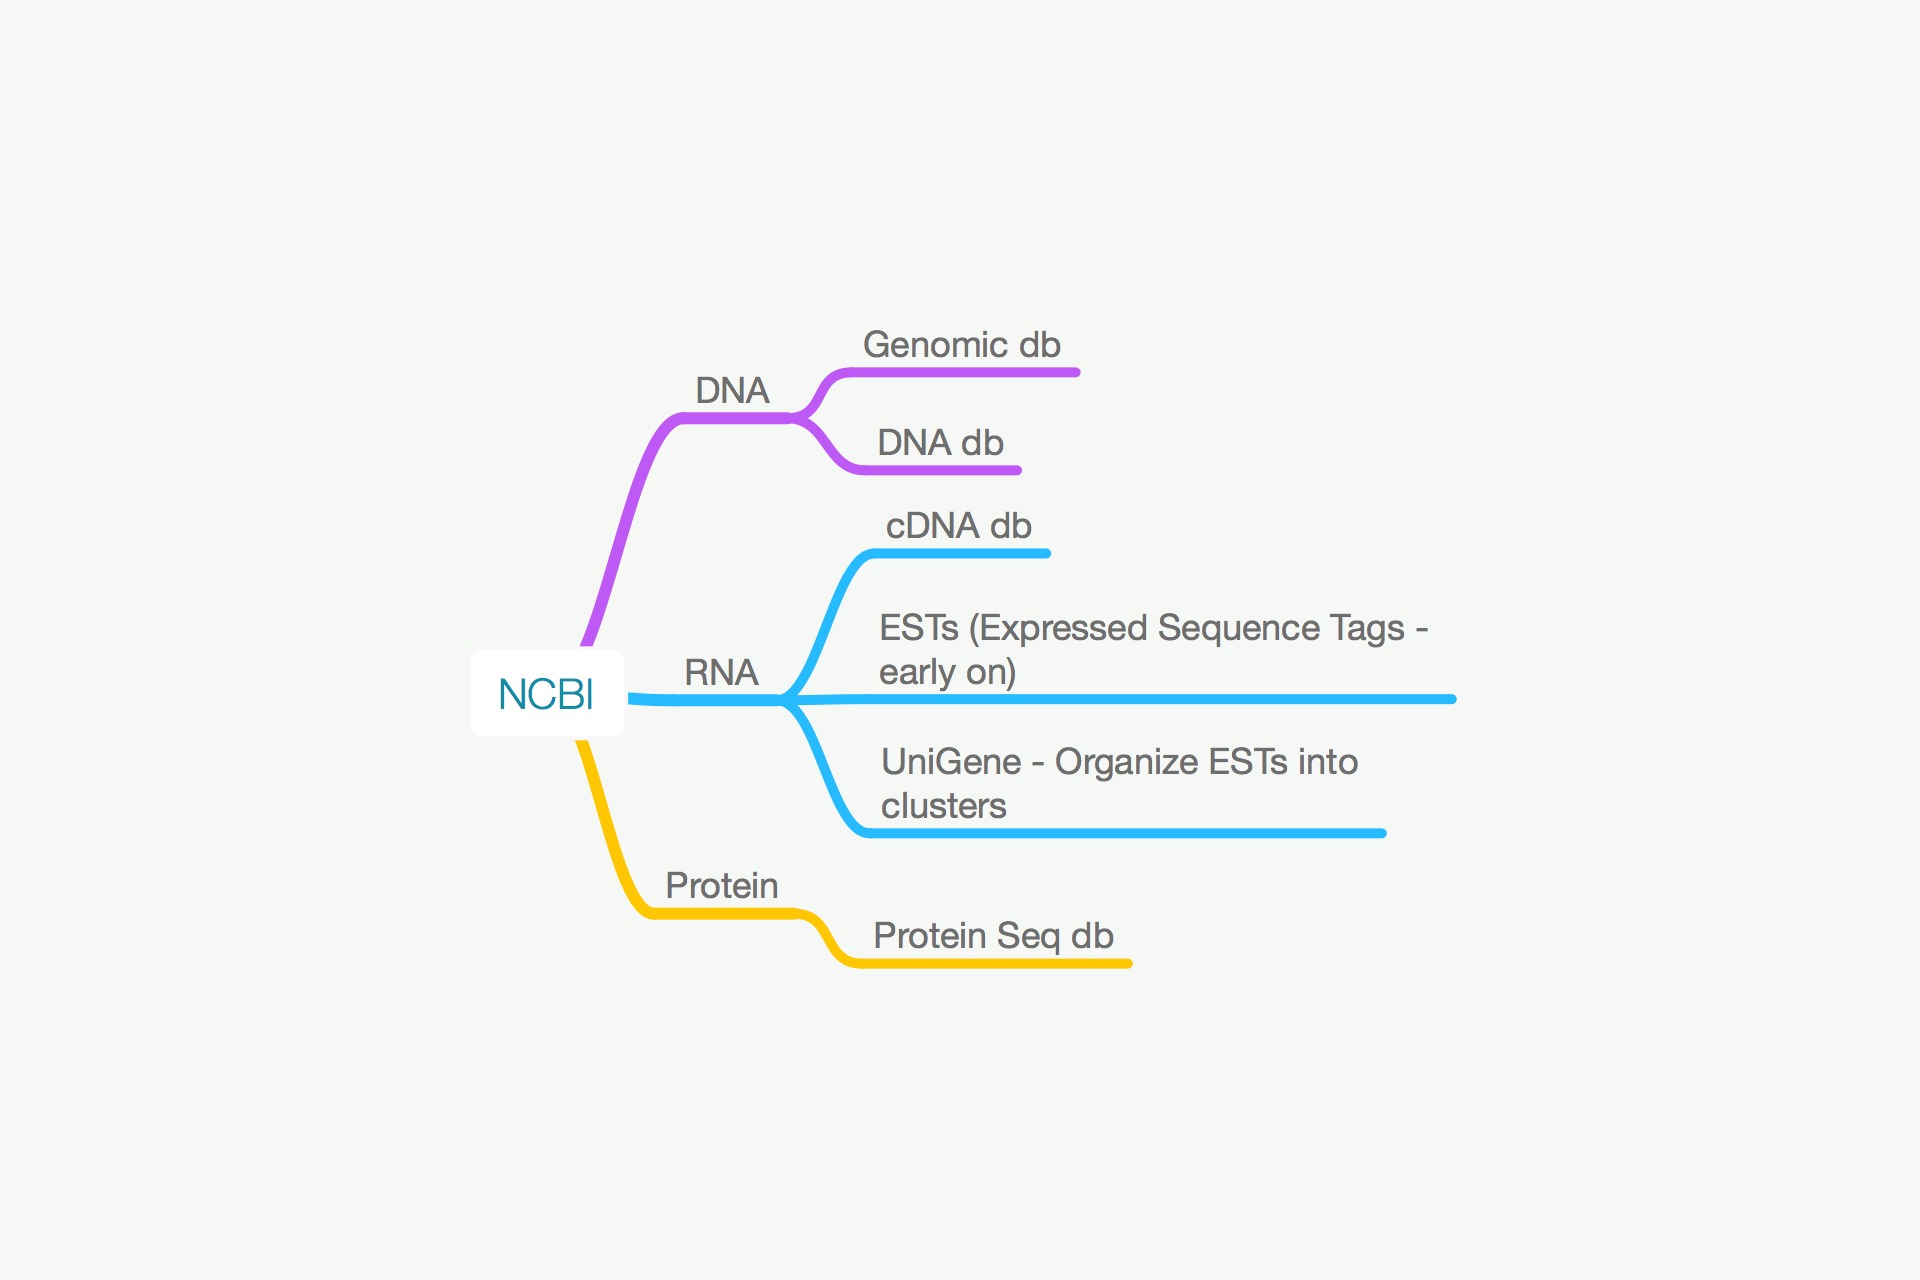 Genomic db
DNA
DNA db
cDNA db
ESTs (Expressed Sequence Tags -
early on)
RNA
NCBI
UniGene - Organize ESTs into
clusters
Protein
Protein Seq db